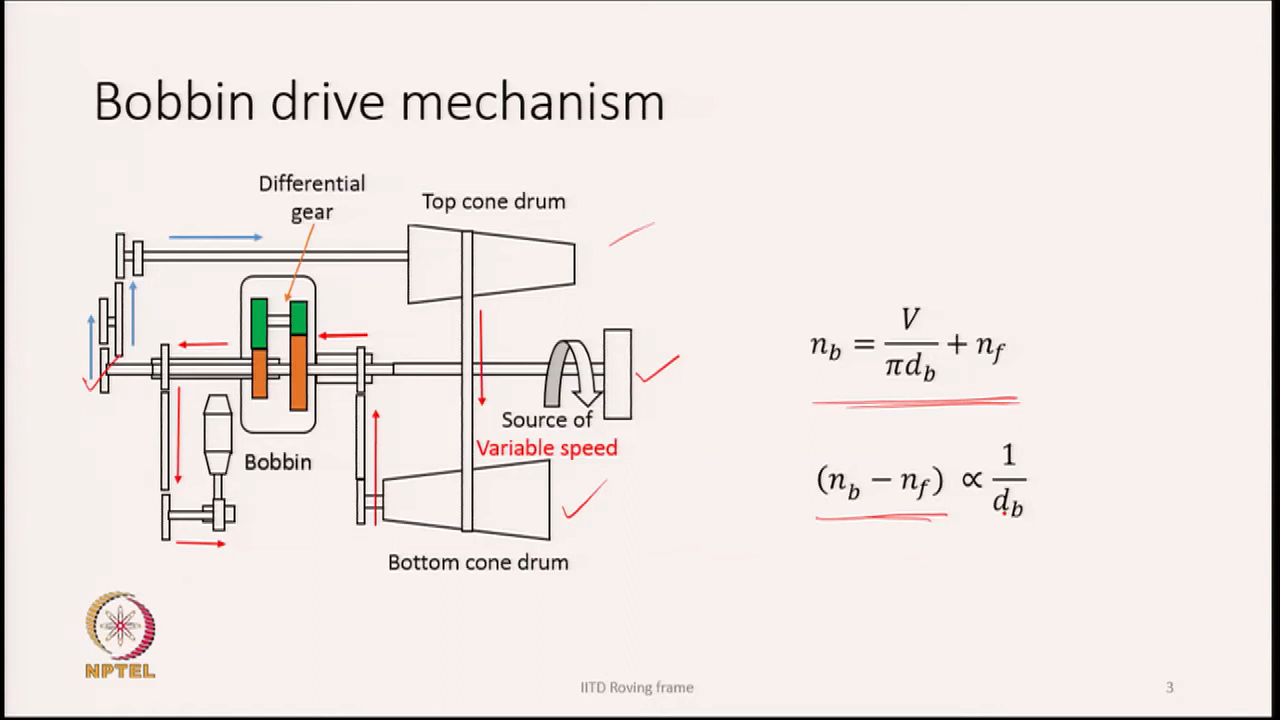 Bobbin drive mechanism
Differential
gear
Top cone drum
Source of
Variable speed
Bobbin
Bottom cone drum
n_b = V / πd_b + n_f
(n_b − n_f) ∝ 1 / d_b
NPTEL
IITD Roving frame
3